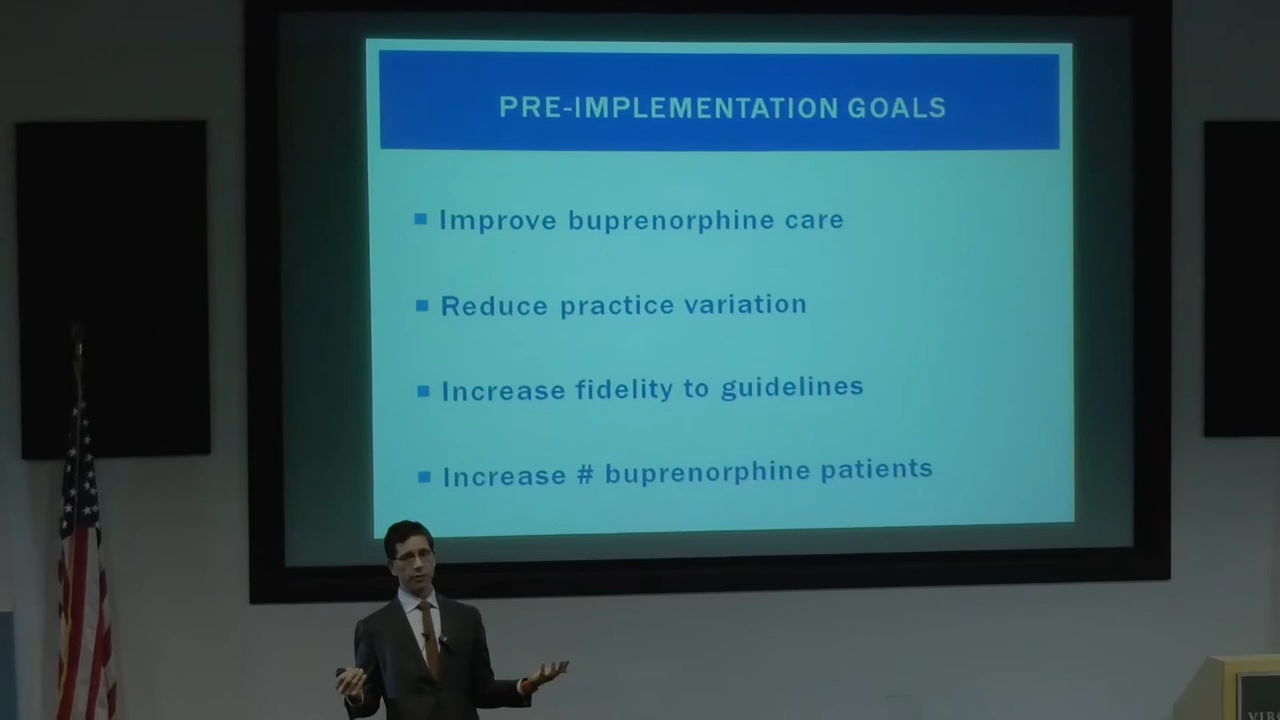 PRE-IMPLEMENTATION GOALS
Improve buprenorphine care
Reduce practice variation
Increase fidelity to guidelines
Increase # buprenorphine patients